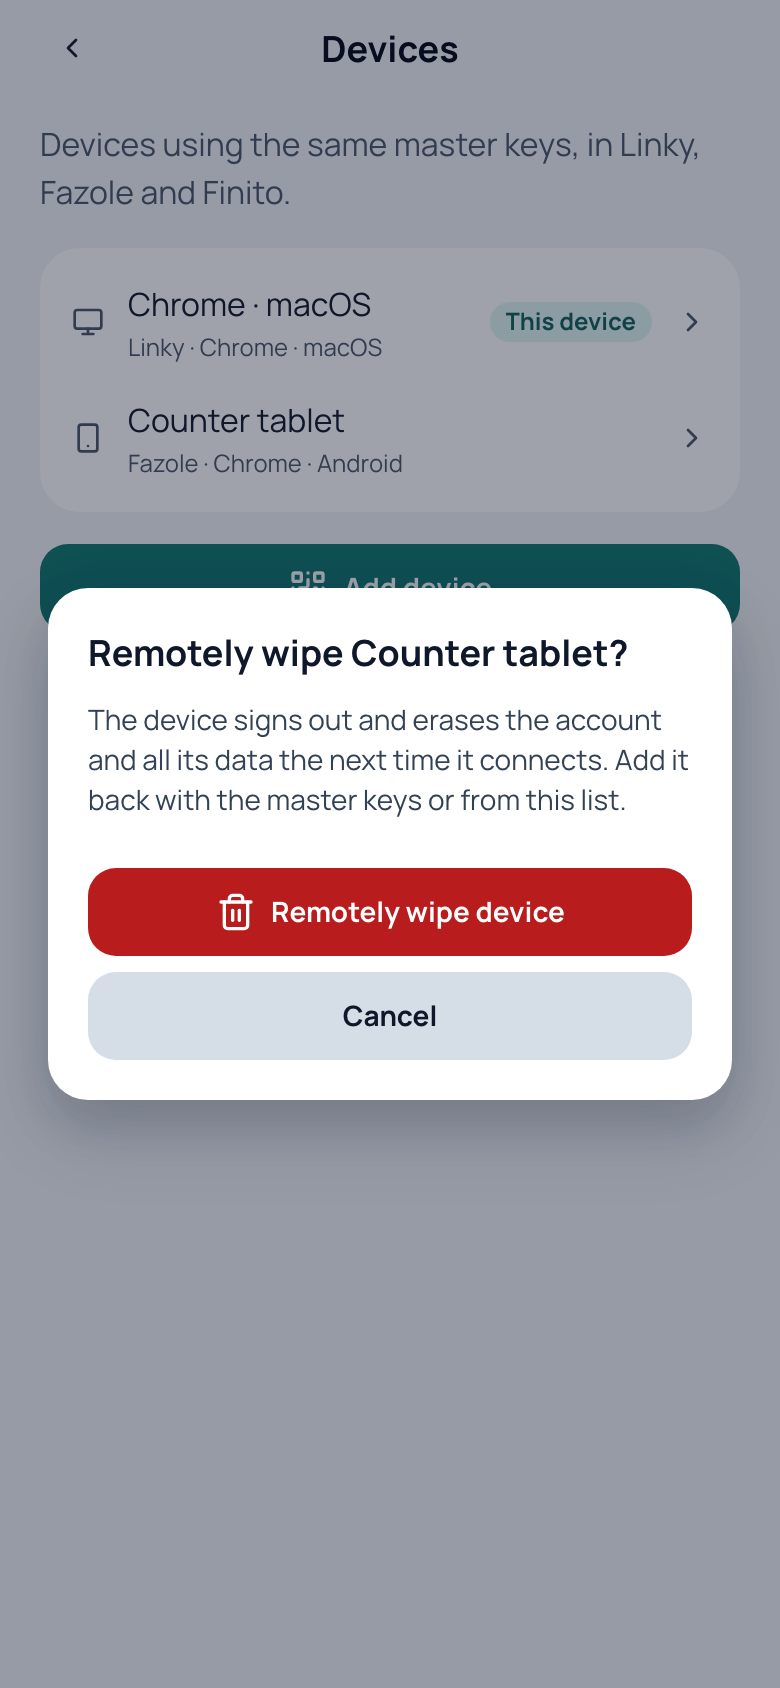 Devices
Devices using the same master keys, in Linky,
Fazole and Finito.
Chrome · macOS
This device
Linky · Chrome · macOS
Counter tablet
Fazole · Chrome · Android
Add device
Remotely wipe Counter tablet?
The device signs out and erases the account
and all its data the next time it connects. Add it
back with the master keys or from this list.
Remotely wipe device
Cancel